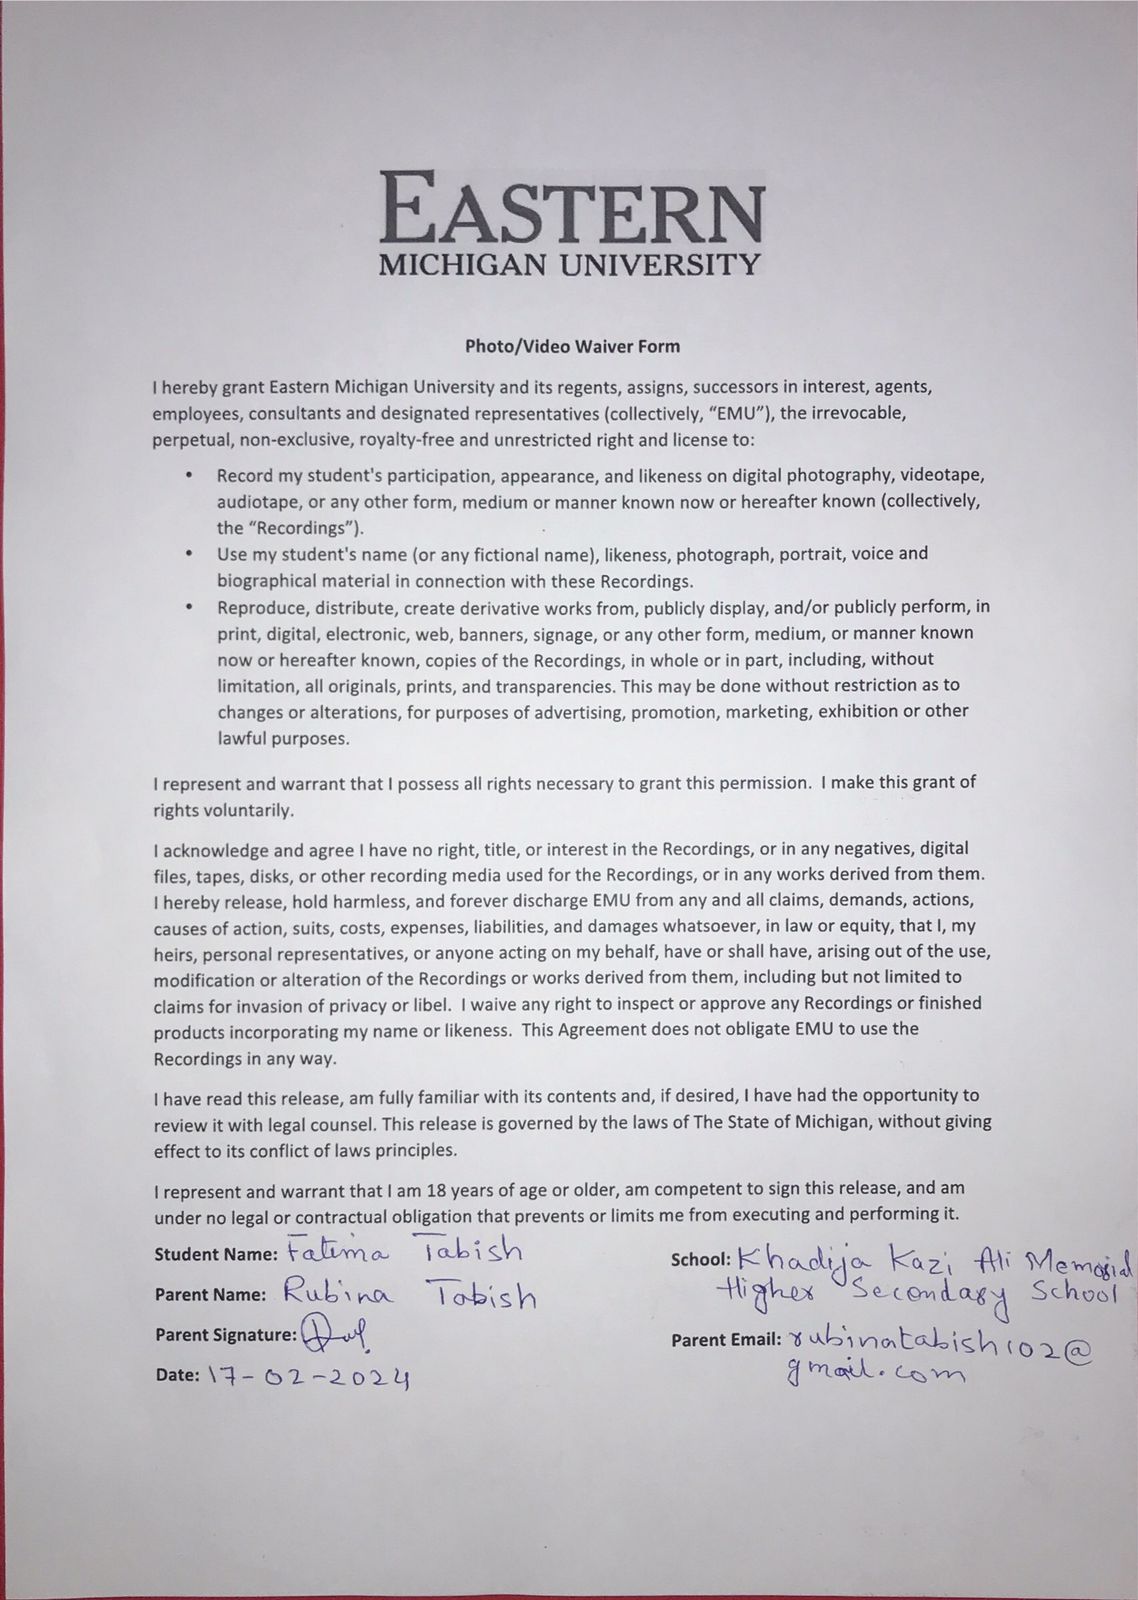 EASTERN
MICHIGAN UNIVERSITY
Photo/Video Waiver Form
I hereby grant Eastern Michigan University and its regents, assigns, successors in interest, agents,
employees, consultants and designated representatives (collectively, “EMU”), the irrevocable,
perpetual, non-exclusive, royalty-free and unrestricted right and license to:
• Record my student's participation, appearance, and likeness on digital photography, videotape,
audiotape, or any other form, medium or manner known now or hereafter known (collectively,
the “Recordings”).
• Use my student's name (or any fictional name), likeness, photograph, portrait, voice and
biographical material in connection with these Recordings.
• Reproduce, distribute, create derivative works from, publicly display, and/or publicly perform, in
print, digital, electronic, web, banners, signage, or any other form, medium, or manner known
now or hereafter known, copies of the Recordings, in whole or in part, including, without
limitation, all originals, prints, and transparencies. This may be done without restriction as to
changes or alterations, for purposes of advertising, promotion, marketing, exhibition or other
lawful purposes.
I represent and warrant that I possess all rights necessary to grant this permission. I make this grant of
rights voluntarily.
I acknowledge and agree I have no right, title, or interest in the Recordings, or in any negatives, digital
files, tapes, disks, or other recording media used for the Recordings, or in any works derived from them.
I hereby release, hold harmless, and forever discharge EMU from any and all claims, demands, actions,
causes of action, suits, costs, expenses, liabilities, and damages whatsoever, in law or equity, that I, my
heirs, personal representatives, or anyone acting on my behalf, have or shall have, arising out of the use,
modification or alteration of the Recordings or works derived from them, including but not limited to
claims for invasion of privacy or libel. I waive any right to inspect or approve any Recordings or finished
products incorporating my name or likeness. This Agreement does not obligate EMU to use the
Recordings in any way.
I have read this release, am fully familiar with its contents and, if desired, I have had the opportunity to
review it with legal counsel. This release is governed by the laws of The State of Michigan, without giving
effect to its conflict of laws principles.
I represent and warrant that I am 18 years of age or older, am competent to sign this release, and am
under no legal or contractual obligation that prevents or limits me from executing and performing it.
Student Name: Fatima Tabish
Parent Name: Rubina Tabish
Parent Signature:
Date: 17-02-2024
School: Khadija Kazi Ali Memorial
Higher Secondary School
Parent Email: rubinatabish102@
gmail.com